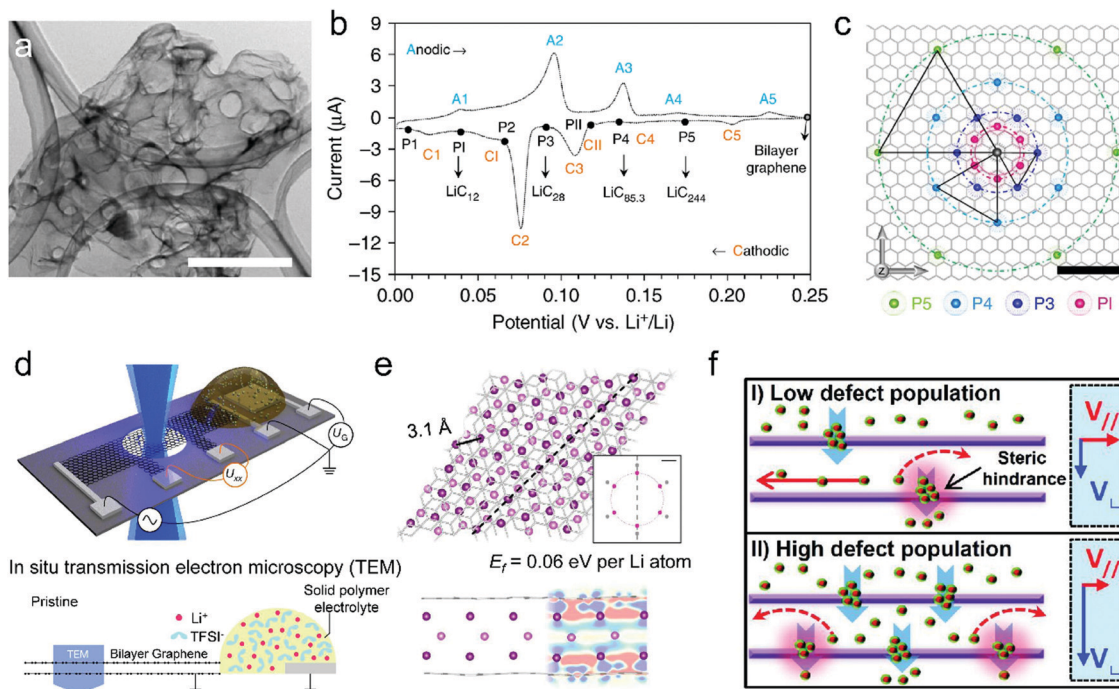 a
b
Anodic →
A1
A2
A3
A4
A5
Current (µA)
6
3
0
−3
−6
−9
−12
−15
P1
PI
P2
P3
PII
P4
P5
C1
CI
C2
C3
CII
C4
C5
LiC12
LiC28
LiC85.3
LiC244
Bilayer
graphene
← Cathodic
0.00
0.05
0.10
0.15
0.20
0.25
Potential (V vs. Li⁺/Li)
c
Z
P5
P4
P3
PI
d
UG
Uxx
In situ transmission electron microscopy (TEM)
Pristine
Li⁺
TFSI⁻
Solid polymer
electrolyte
TEM
Bilayer Graphene
e
3.1 Å
Ef = 0.06 eV per Li atom
f
I) Low defect population
Steric
hindrance
V//
V⊥
II) High defect population
V//
V⊥